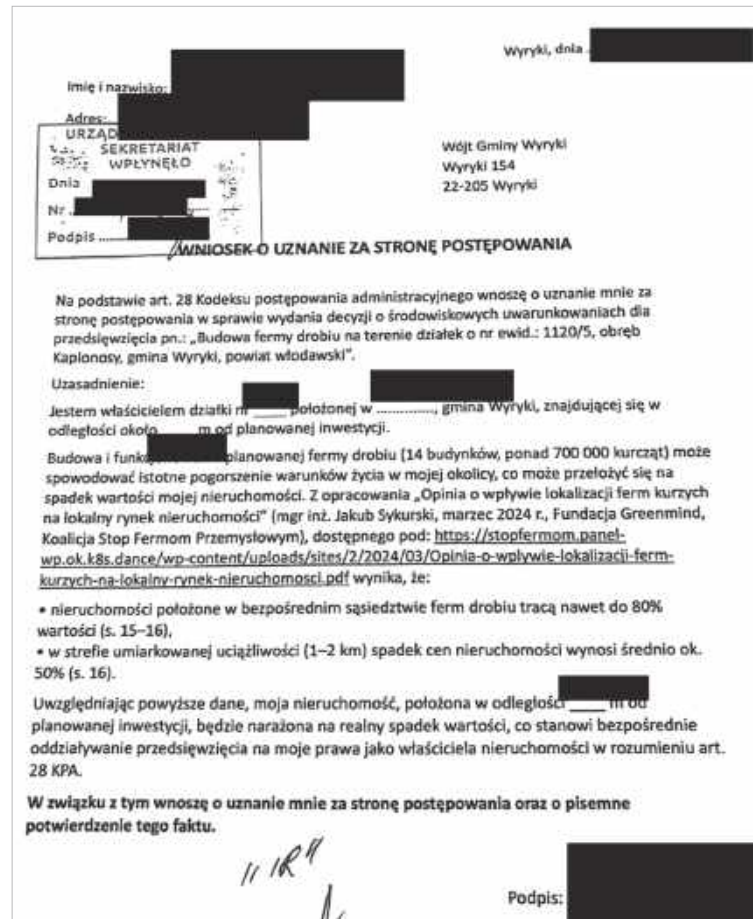 Wyryki, dnia .
Imię i nazwisko:
Adres:
URZĄD
SEKRETARIAT
WPŁYNĘŁO
Dnia
Nr
Podpis ..........
Wójt Gminy Wyryki
Wyryki 154
22-205 Wyryki
WNIOSEK O UZNANIE ZA STRONĘ POSTĘPOWANIA
Na podstawie art. 28 Kodeksu postępowania administracyjnego wnoszę o uznanie mnie za
stronę postępowania w sprawie wydania decyzji o środowiskowych uwarunkowaniach dla
przedsięwzięcia pn.: „Budowa fermy drobiu na terenie działek o nr ewid.: 1120/5, obręb
Kaplonosy, gmina Wyryki, powiat włodawski”.
Uzasadnienie:
Jestem właścicielem działki nr ____ położonej w .............., gmina Wyryki, znajdującej się w
odległości około ____ m od planowanej inwestycji.
Budowa i funkcj planowanej fermy drobiu (14 budynków, ponad 700 000 kurcząt) może
spowodować istotne pogorszenie warunków życia w mojej okolicy, co może przełożyć się na
spadek wartości mojej nieruchomości. Z opracowania „Opinia o wpływie lokalizacji ferm kurzych
na lokalny rynek nieruchomości” (mgr inż. Jakub Sykurski, marzec 2024 r., Fundacja Greenmind,
Koalicja Stop Fermom Przemysłowym), dostępnego pod: https://stopfermom.panel-
wp.ok.k8s.dance/wp-content/uploads/sites/2/2024/03/Opinia-o-wplywie-lokalizacji-ferm-
kurzych-na-lokalny-rynek-nieruchomosci.pdf wynika, że:
• nieruchomości położone w bezpośrednim sąsiedztwie ferm drobiu tracą nawet do 80%
wartości (s. 15–16),
• w strefie umiarkowanej uciążliwości (1–2 km) spadek cen nieruchomości wynosi średnio ok.
50% (s. 16).
Uwzględniając powyższe dane, moja nieruchomość, położona w odległości ____ m od
planowanej inwestycji, będzie narażona na realny spadek wartości, co stanowi bezpośrednie
oddziaływanie przedsięwzięcia na moje prawa jako właściciela nieruchomości w rozumieniu art.
28 KPA.
W związku z tym wnoszę o uznanie mnie za stronę postępowania oraz o pisemne
potwierdzenie tego faktu.
Podpis: